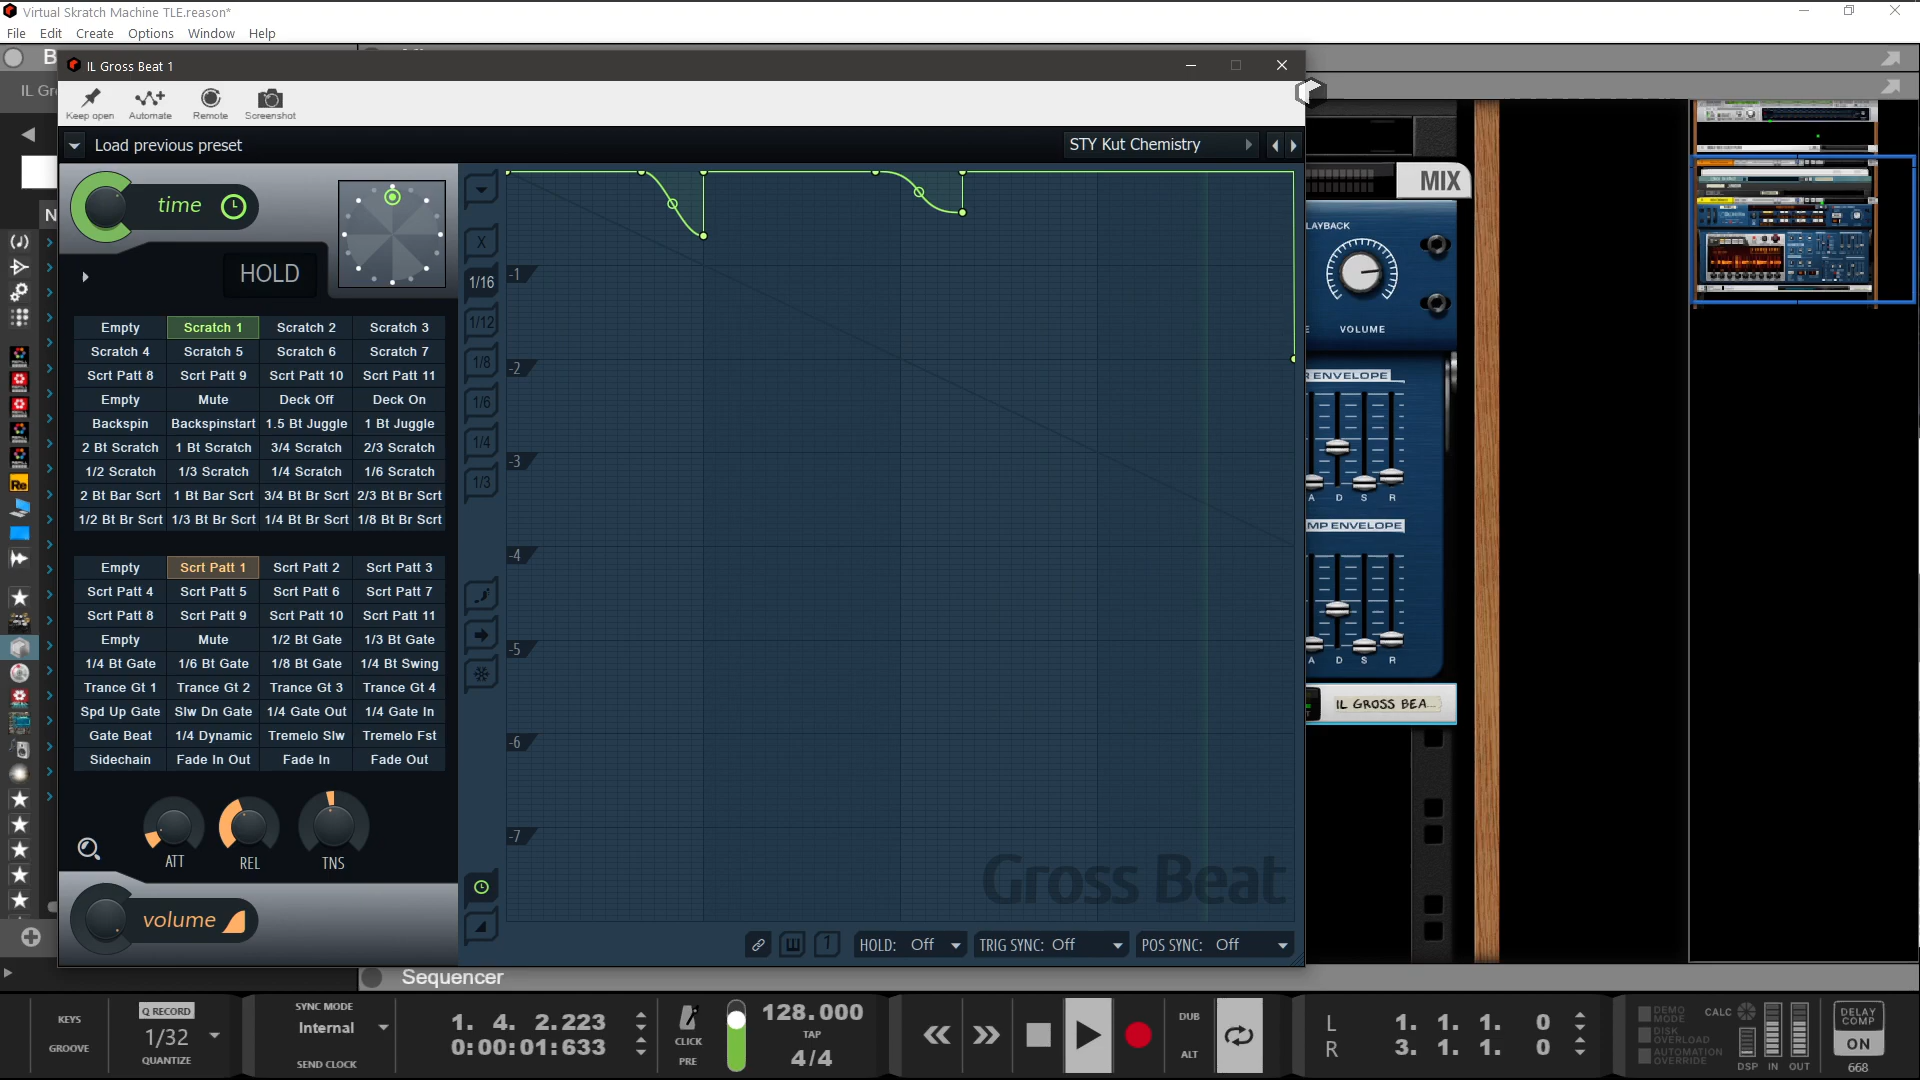 Virtual Skratch Machine TLE.reason*
File Edit Create Options Window Help
B
IL Gross Beat 1
IL Gr
Keep open Automate Remote Screenshot
Load previous preset STY Kut Chemistry
time
HOLD
N
Empty Scratch 1 Scratch 2 Scratch 3
Scratch 4 Scratch 5 Scratch 6 Scratch 7
Scrt Patt 8 Scrt Patt 9 Scrt Patt 10 Scrt Patt 11
Empty Mute Deck Off Deck On
Backspin Backspinstart 1.5 Bt Juggle 1 Bt Juggle
2 Bt Scratch 1 Bt Scratch 3/4 Scratch 2/3 Scratch
1/2 Scratch 1/3 Scratch 1/4 Scratch 1/6 Scratch
2 Bt Bar Scrt 1 Bt Bar Scrt 3/4 Bt Br Scrt 2/3 Bt Br Scrt
1/2 Bt Br Scrt 1/3 Bt Br Scrt 1/4 Bt Br Scrt 1/8 Bt Br Scrt
Empty Scrt Patt 1 Scrt Patt 2 Scrt Patt 3
Scrt Patt 4 Scrt Patt 5 Scrt Patt 6 Scrt Patt 7
Scrt Patt 8 Scrt Patt 9 Scrt Patt 10 Scrt Patt 11
Empty Mute 1/2 Bt Gate 1/3 Bt Gate
1/4 Bt Gate 1/6 Bt Gate 1/8 Bt Gate 1/4 Bt Swing
Trance Gt 1 Trance Gt 2 Trance Gt 3 Trance Gt 4
Spd Up Gate Slw Dn Gate 1/4 Gate Out 1/4 Gate In
Gate Beat 1/4 Dynamic Tremelo Slw Tremelo Fst
Sidechain Fade In Out Fade In Fade Out
ATT REL TNS
volume
Re
X
1/16
1/12
1/8
1/6
1/4
1/3
-1
-2
-3
-4
-5
-6
-7
Gross Beat
1 HOLD: Off TRIG SYNC: Off POS SYNC: Off
MIX
LAYBACK
E VOLUME
R ENVELOPE
A D S R
MP ENVELOPE
A D S R
IL GROSS BEA...
Sequencer
KEYS
GROOVE
Q RECORD
1/32
QUANTIZE
SYNC MODE
Internal
SEND CLOCK
1. 4. 2.223
0:00:01:633
CLICK
PRE
128.000
TAP
4/4
DUB
ALT
L 1. 1. 1. 0
R 3. 1. 1. 0
DEMO MODE
DISK OVERLOAD
AUTOMATION OVERRIDE
CALC
DSP IN OUT
DELAY COMP
ON
668